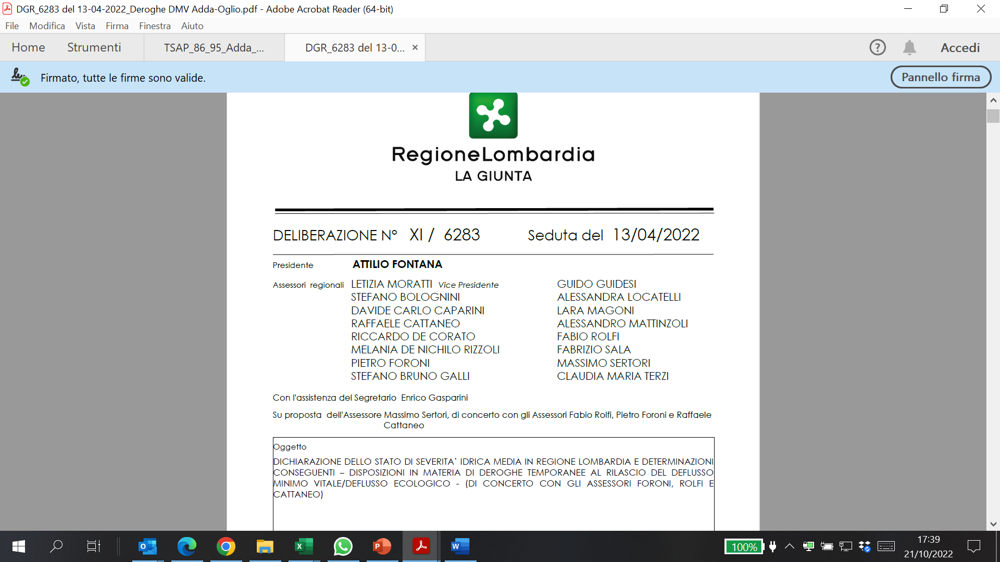 DGR_6283 del 13-04-2022_Deroghe DMV Adda-Oglio.pdf - Adobe Acrobat Reader (64-bit)
File Modifica Vista Firma Finestra Aiuto
Home Strumenti TSAP_86_95_Adda_... DGR_6283 del 13-0... × ? Accedi
Firmato, tutte le firme sono valide. Pannello firma
RegioneLombardia
LA GIUNTA
DELIBERAZIONE N° XI / 6283 Seduta del 13/04/2022
Presidente ATTILIO FONTANA
Assessori regionali LETIZIA MORATTI Vice Presidente GUIDO GUIDESI
STEFANO BOLOGNINI ALESSANDRA LOCATELLI
DAVIDE CARLO CAPARINI LARA MAGONI
RAFFAELE CATTANEO ALESSANDRO MATTINZOLI
RICCARDO DE CORATO FABIO ROLFI
MELANIA DE NICHILO RIZZOLI FABRIZIO SALA
PIETRO FORONI MASSIMO SERTORI
STEFANO BRUNO GALLI CLAUDIA MARIA TERZI
Con l'assistenza del Segretario Enrico Gasparini
Su proposta dell'Assessore Massimo Sertori, di concerto con gli Assessori Fabio Rolfi, Pietro Foroni e Raffaele
Cattaneo
Oggetto
DICHIARAZIONE DELLO STATO DI SEVERITA’ IDRICA MEDIA IN REGIONE LOMBARDIA E DETERMINAZIONI
CONSEGUENTI – DISPOSIZIONI IN MATERIA DI DEROGHE TEMPORANEE AL RILASCIO DEL DEFLUSSO
MINIMO VITALE/DEFLUSSO ECOLOGICO - (DI CONCERTO CON GLI ASSESSORI FORONI, ROLFI E
CATTANEO)
100% 17:39
21/10/2022